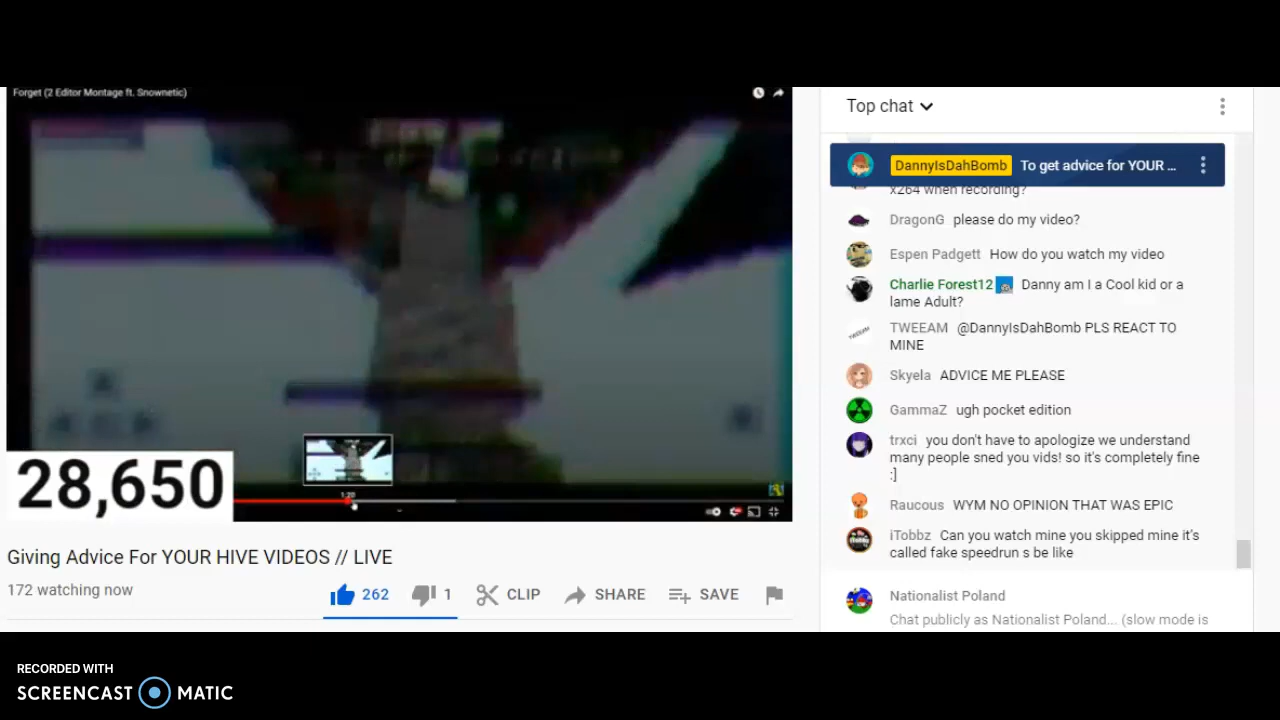 Forget (2 Editor Montage ft. Snownetic)
1:20
28,650
Giving Advice For YOUR HIVE VIDEOS // LIVE
172 watching now
262
1
CLIP
SHARE
SAVE
Top chat
DannyIsDahBomb To get advice for YOUR ...
x264 when recording?
DragonG please do my video?
Espen Padgett How do you watch my video
Charlie Forest12 Danny am I a Cool kid or a
lame Adult?
TWEEAM @DannyIsDahBomb PLS REACT TO
MINE
Skyela ADVICE ME PLEASE
GammaZ ugh pocket edition
trxci you don't have to apologize we understand
many people sned you vids! so it's completely fine
:]
Raucous WYM NO OPINION THAT WAS EPIC
iTobbz Can you watch mine you skipped mine it's
called fake speedrun s be like
Nationalist Poland
Chat publicly as Nationalist Poland... (slow mode is
RECORDED WITH
SCREENCAST MATIC